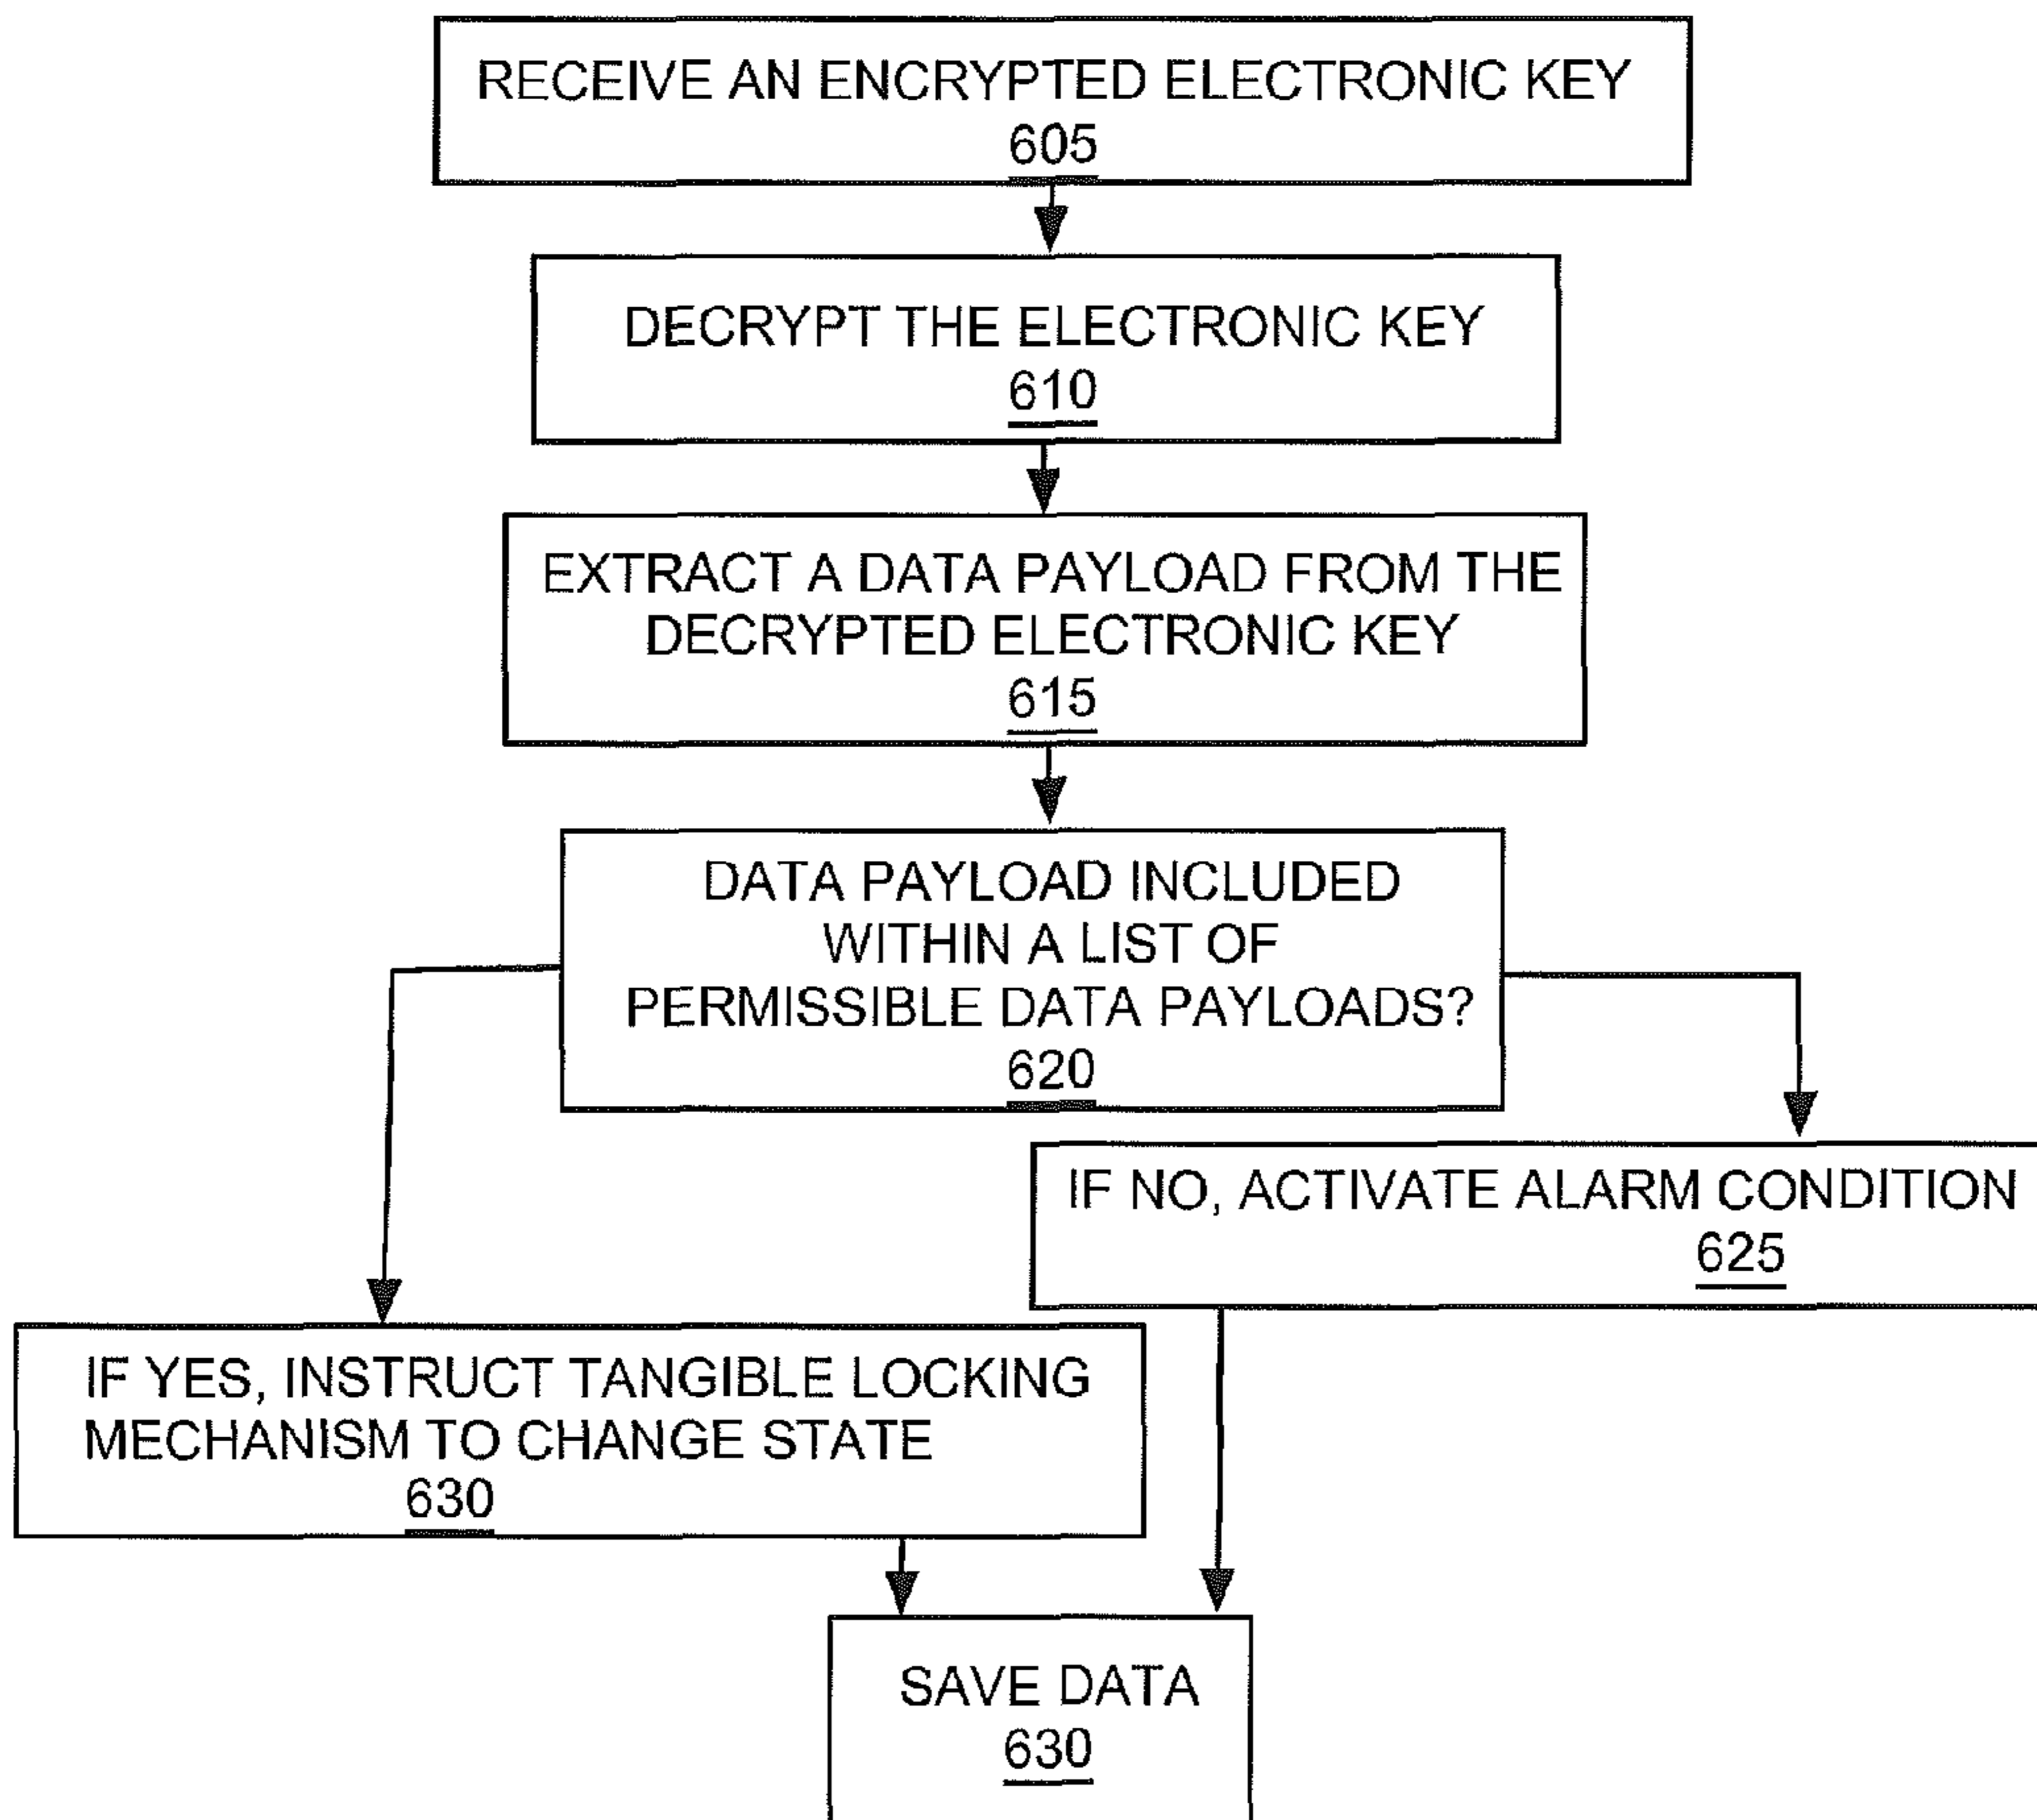 RECEIVE AN ENCRYPTED ELECTRONIC KEY
605
DECRYPT THE ELECTRONIC KEY
610
EXTRACT A DATA PAYLOAD FROM THE
DECRYPTED ELECTRONIC KEY
615
DATA PAYLOAD INCLUDED
WITHIN A LIST OF
PERMISSIBLE DATA PAYLOADS?
620
IF NO, ACTIVATE ALARM CONDITION
625
IF YES, INSTRUCT TANGIBLE LOCKING
MECHANISM TO CHANGE STATE
630
SAVE DATA
630